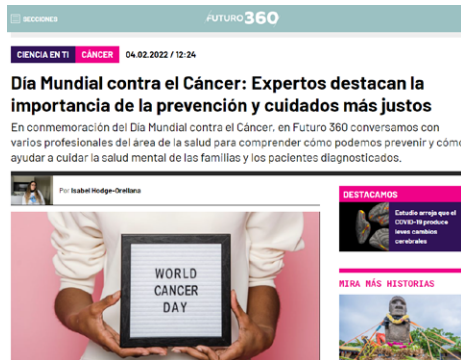 SECCIONES
FUTURO360
CIENCIA EN TI CÁNCER 04.02.2022 / 12:24
Día Mundial contra el Cáncer: Expertos destacan la
importancia de la prevención y cuidados más justos
En conmemoración del Día Mundial contra el Cáncer, en Futuro 360 conversamos con
varios profesionales del área de la salud para comprender cómo podemos prevenir y cómo
ayudar a cuidar la salud mental de las familias y los pacientes diagnosticados.
Por Isabel Hodge-Orellana
WORLD
CANCER
DAY
DESTACAMOS
Estudio arroja que el
COVID-19 produce
leves cambios
cerebrales
MIRA MÁS HISTORIAS